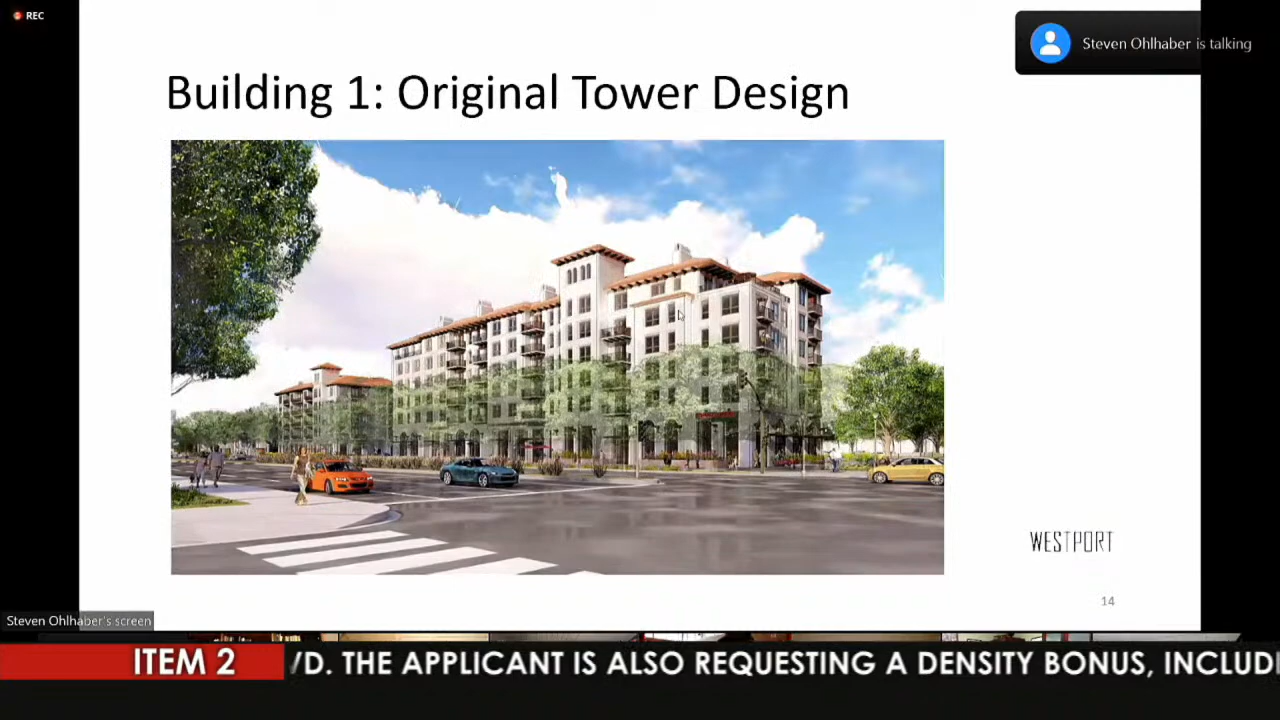 REC
Steven Ohlhaber is talking
Building 1: Original Tower Design
WESTPORT
14
Steven Ohlhaber's screen
ITEM 2 /D. THE APPLICANT IS ALSO REQUESTING A DENSITY BONUS, INCLUDI